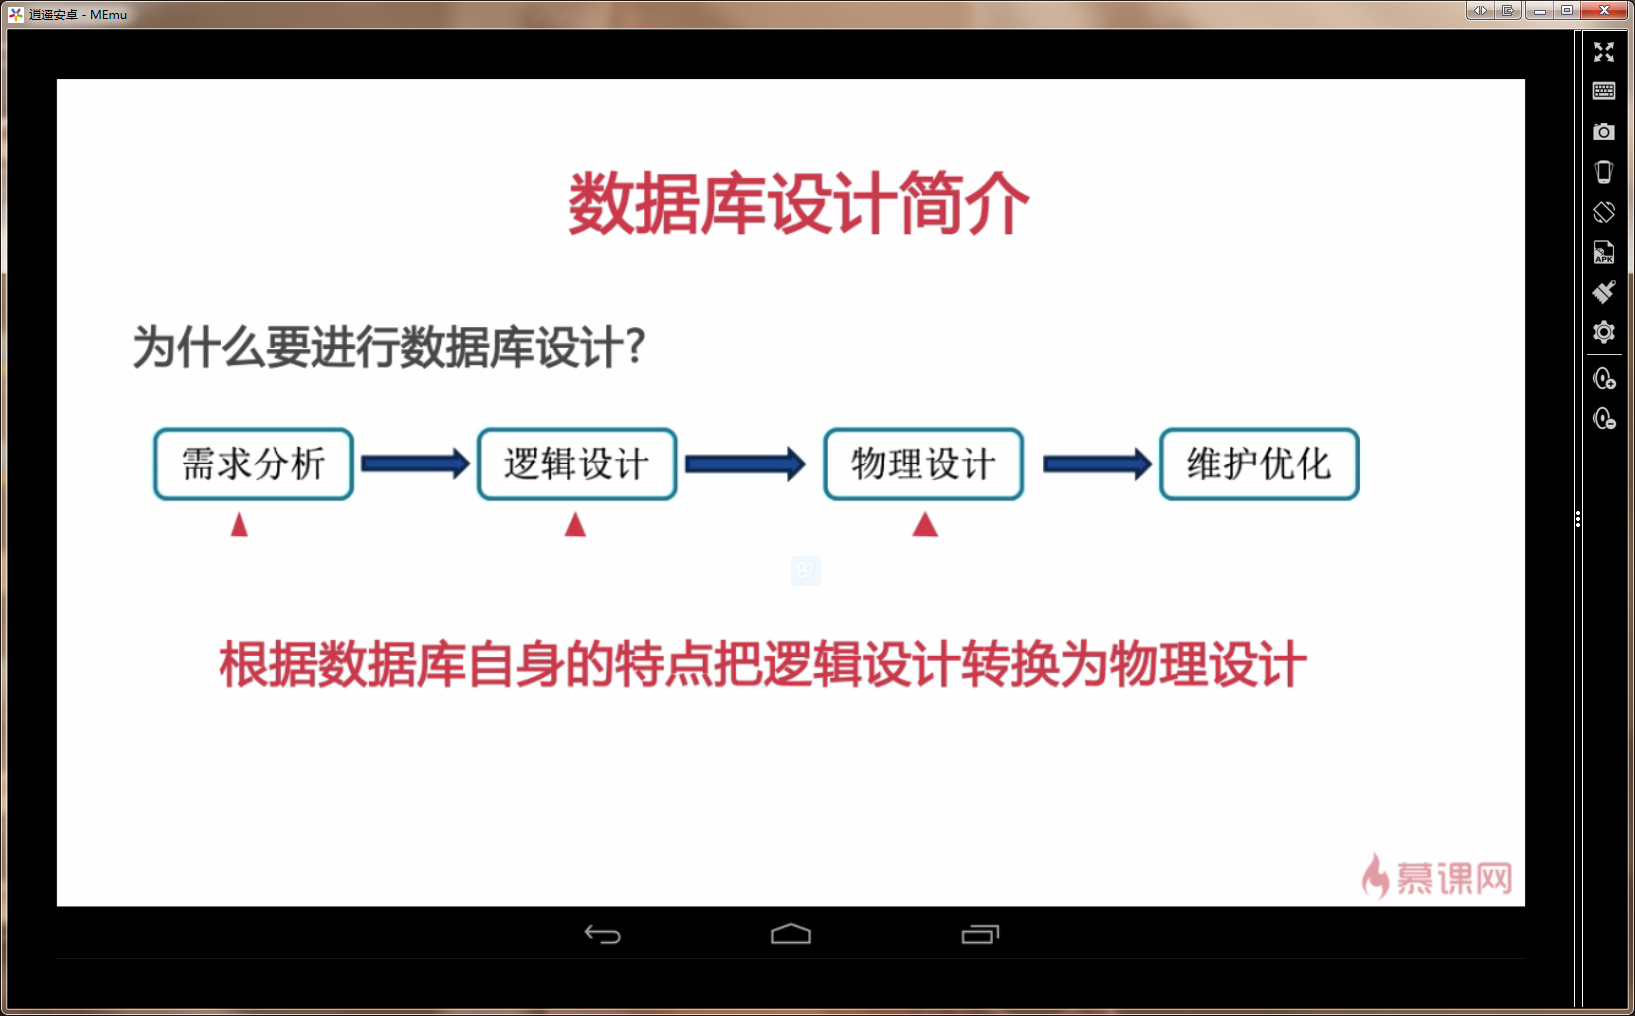 逍遥安卓 - MEmu
数据库设计简介
为什么要进行数据库设计?
需求分析
逻辑设计
物理设计
维护优化
根据数据库自身的特点把逻辑设计转换为物理设计
慕课网
APK